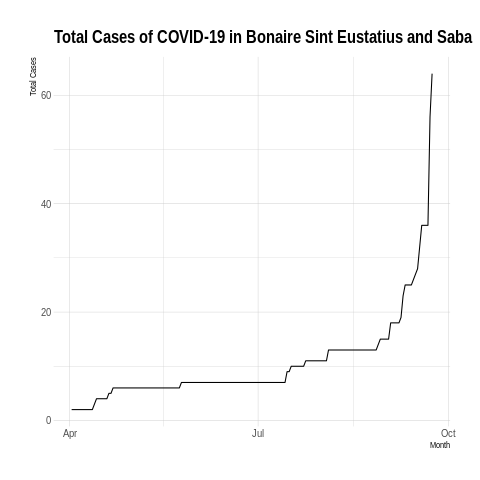 Total Cases of COVID-19 in Bonaire Sint Eustatius and Saba
Total Cases
60
40
20
0
Apr
Jul
Oct
Month